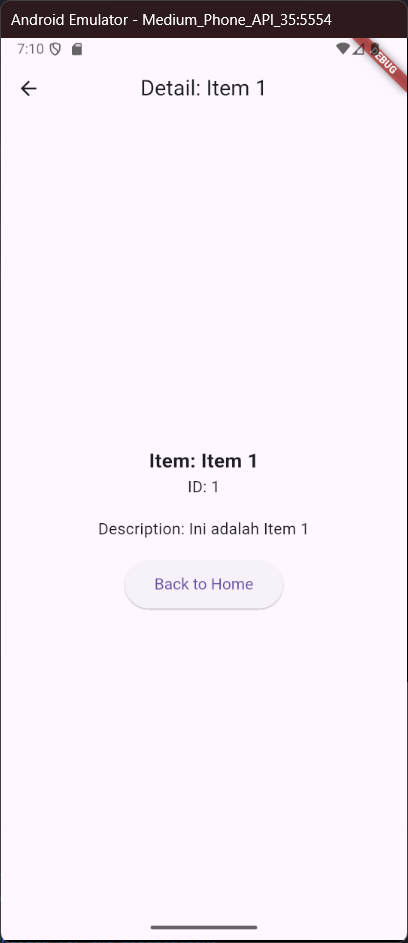 Android Emulator - Medium_Phone_API_35:5554
7:10
DEBUG
Detail: Item 1
Item: Item 1
ID: 1
Description: Ini adalah Item 1
Back to Home